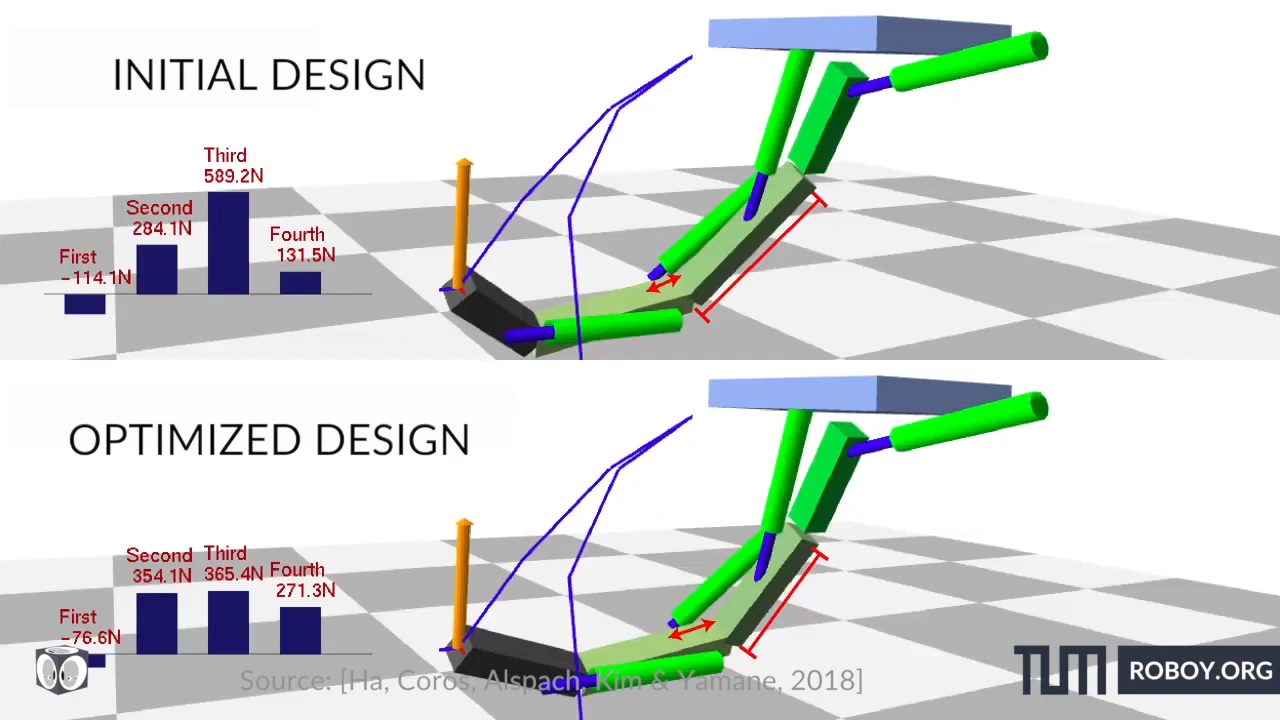 INITIAL DESIGN
Third
589.2N
Second
284.1N
Fourth
131.5N
First
-114.1N
OPTIMIZED DESIGN
Second
354.1N
Third
365.4N
Fourth
271.3N
First
-76.6N
Source: [Ha, Coros, Alspach, Kim & Yamane, 2018]
TUM
ROBOY.ORG